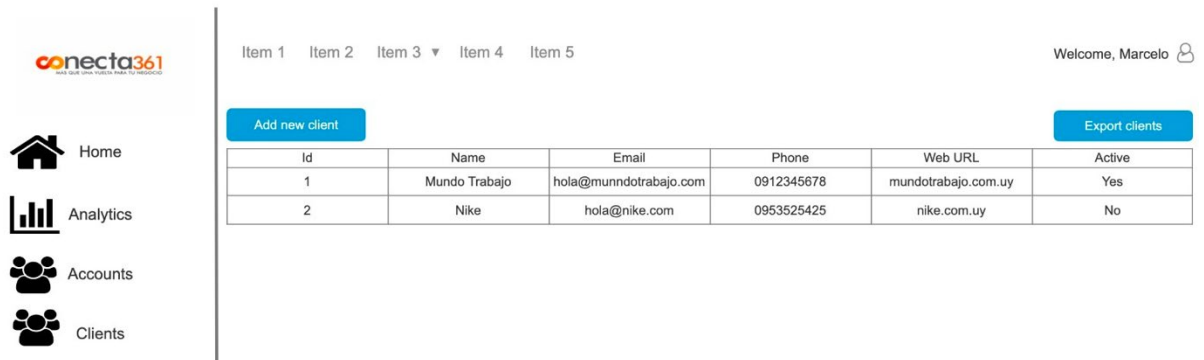 conecta361
MÁS QUE UNA VUELTA PARA TU NEGOCIO
Home
Analytics
Accounts
Clients
Item 1 Item 2 Item 3 ▼ Item 4 Item 5
Welcome, Marcelo
Add new client
Export clients
Id Name Email Phone Web URL Active
1 Mundo Trabajo hola@munndotrabajo.com 0912345678 mundotrabajo.com.uy Yes
2 Nike hola@nike.com 0953525425 nike.com.uy No